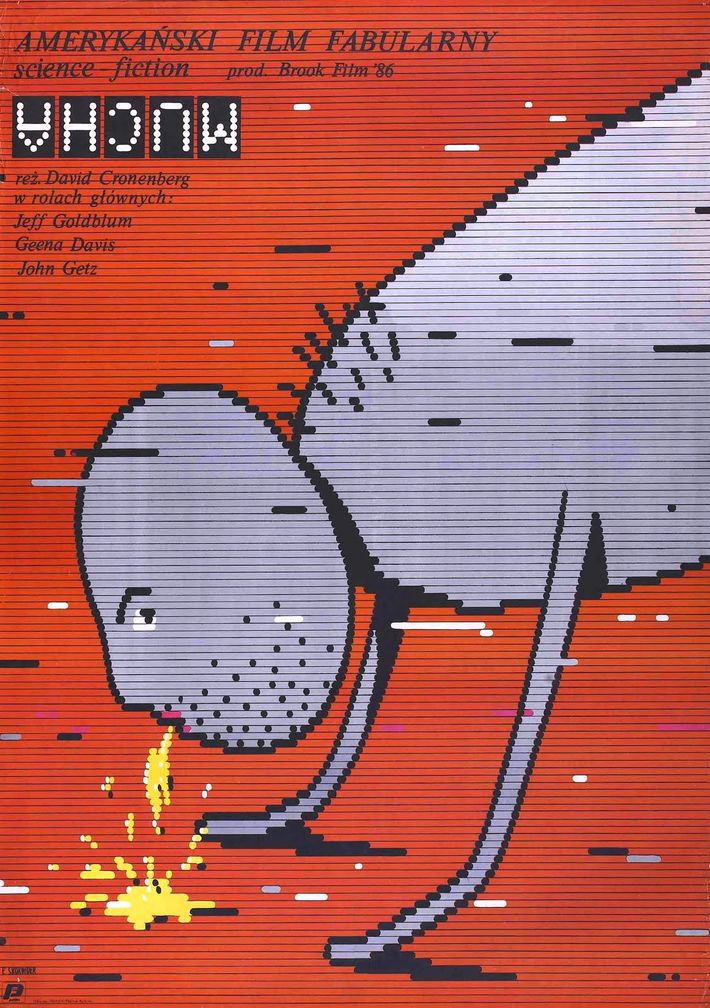 AMERYKAŃSKI FILM FABULARNY
science fiction prod. Brook Film '86
MUCHA
reż. David Cronenberg
w rolach głównych:
Jeff Goldblum
Geena Davis
John Getz